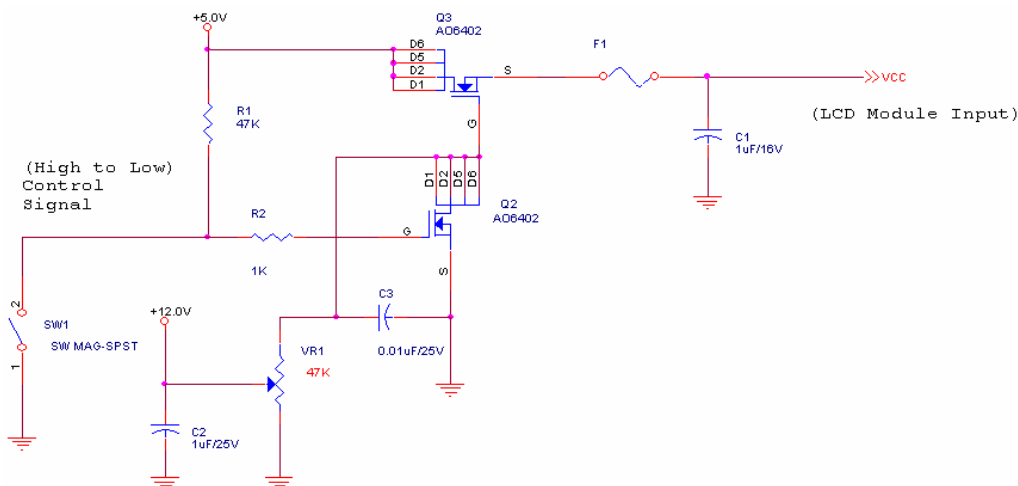 +5.0V
Q3
AO6402
F1
D6
D5
D2
D1
S
VCC
(LCD Module Input)
R1
47K
G
C1
1uF/16V
(High to Low)
Control
Signal
D1
D2
D5
D6
Q2
AO6402
R2
G
1K
S
2
SW1
SW MAG-SPST
1
+12.0V
C3
0.01uF/25V
VR1
47K
C2
1uF/25V